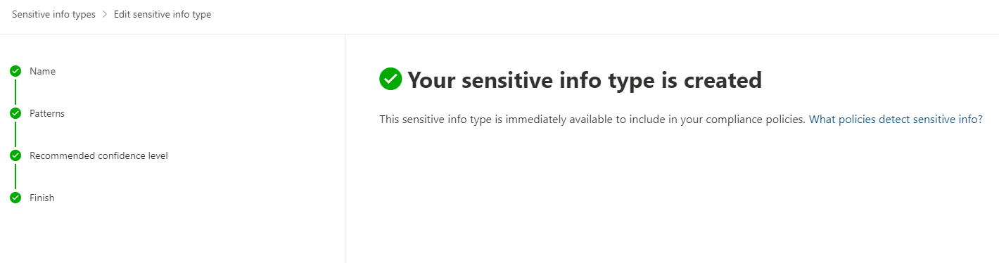 Sensitive info types > Edit sensitive info type
Name
Patterns
Recommended confidence level
Finish
Your sensitive info type is created
This sensitive info type is immediately available to include in your compliance policies. What policies detect sensitive info?